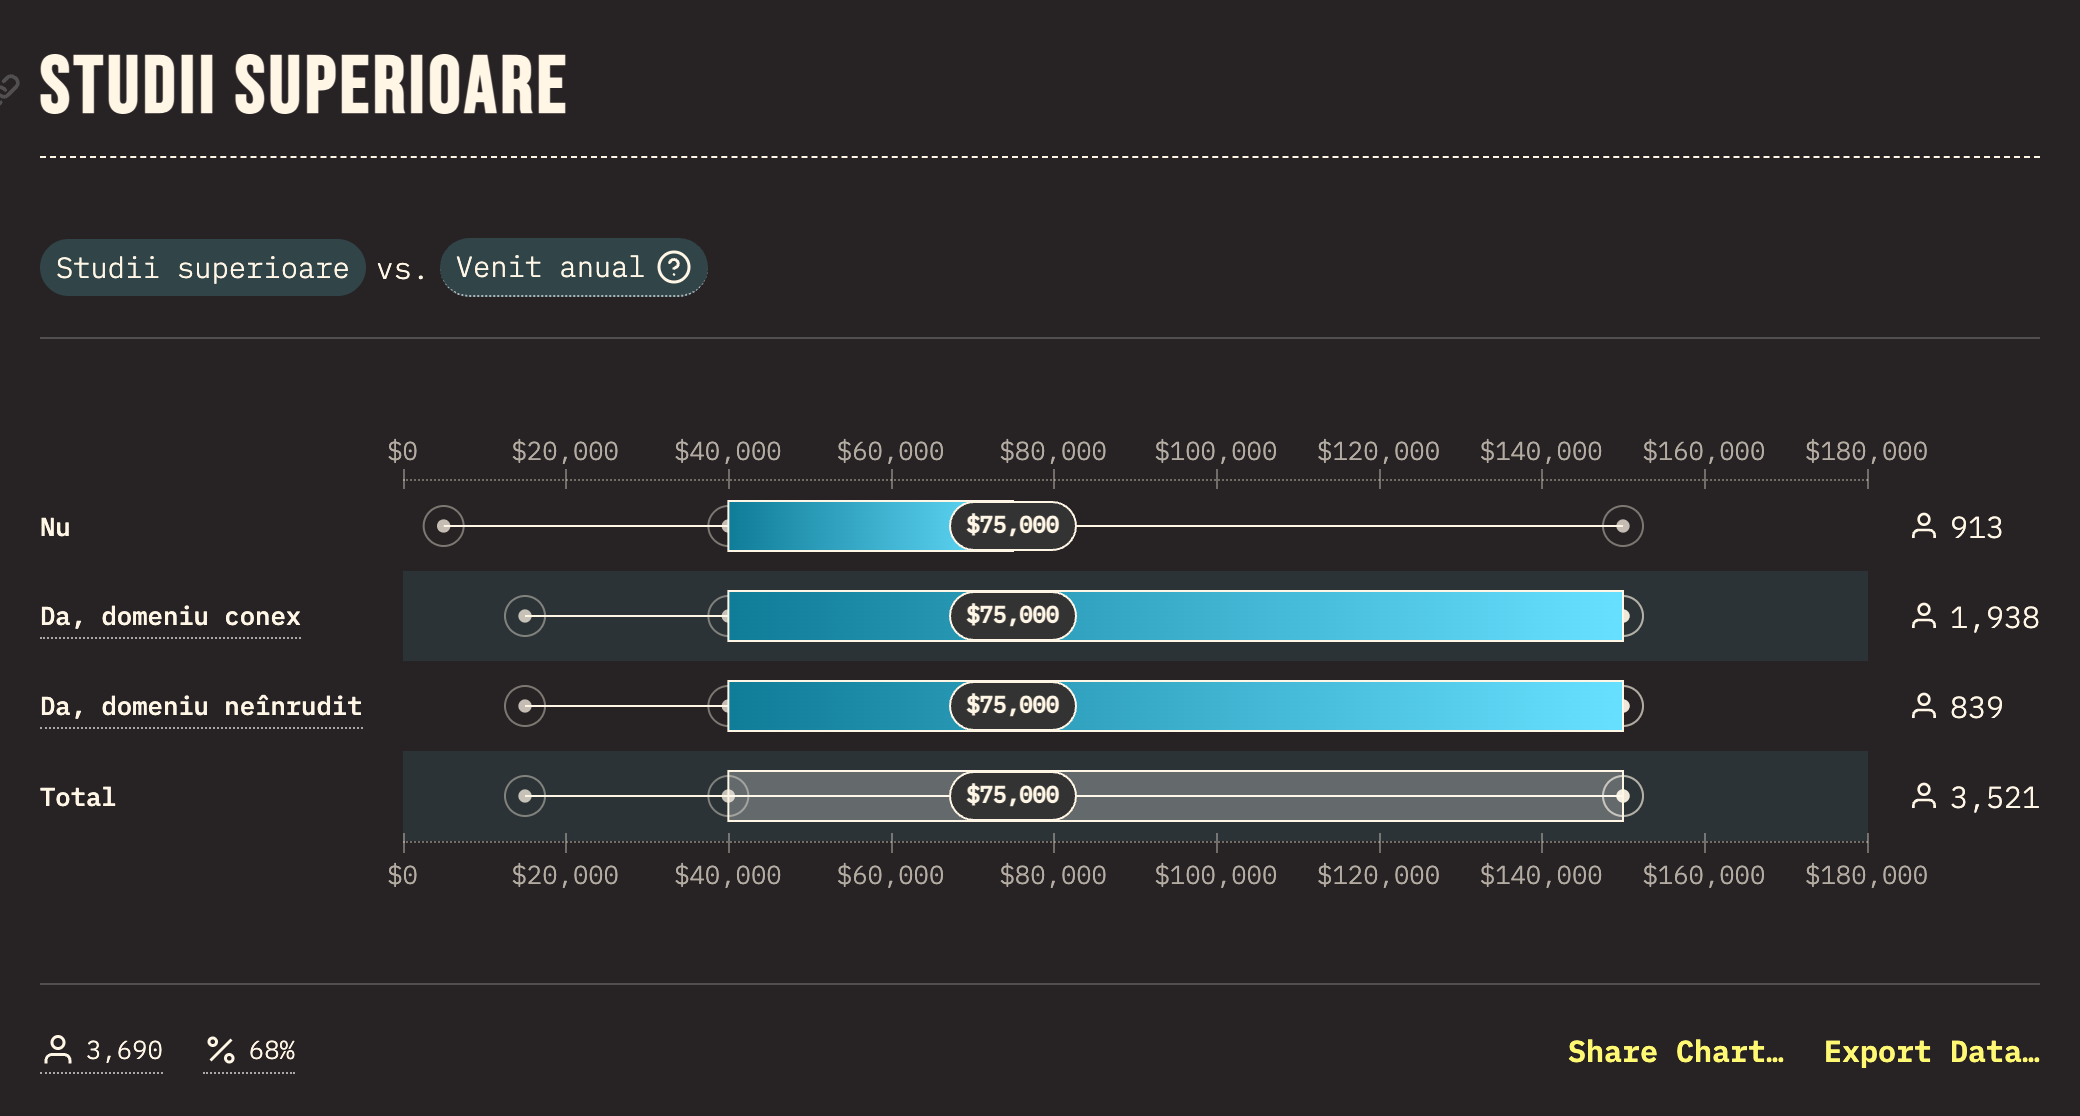 STUDII SUPERIOARE
Studii superioare vs. Venit anual
$0 $20,000 $40,000 $60,000 $80,000 $100,000 $120,000 $140,000 $160,000 $180,000
Nu $75,000 913
Da, domeniu conex $75,000 1,938
Da, domeniu neînrudit $75,000 839
Total $75,000 3,521
$0 $20,000 $40,000 $60,000 $80,000 $100,000 $120,000 $140,000 $160,000 $180,000
3,690 68% Share Chart… Export Data…